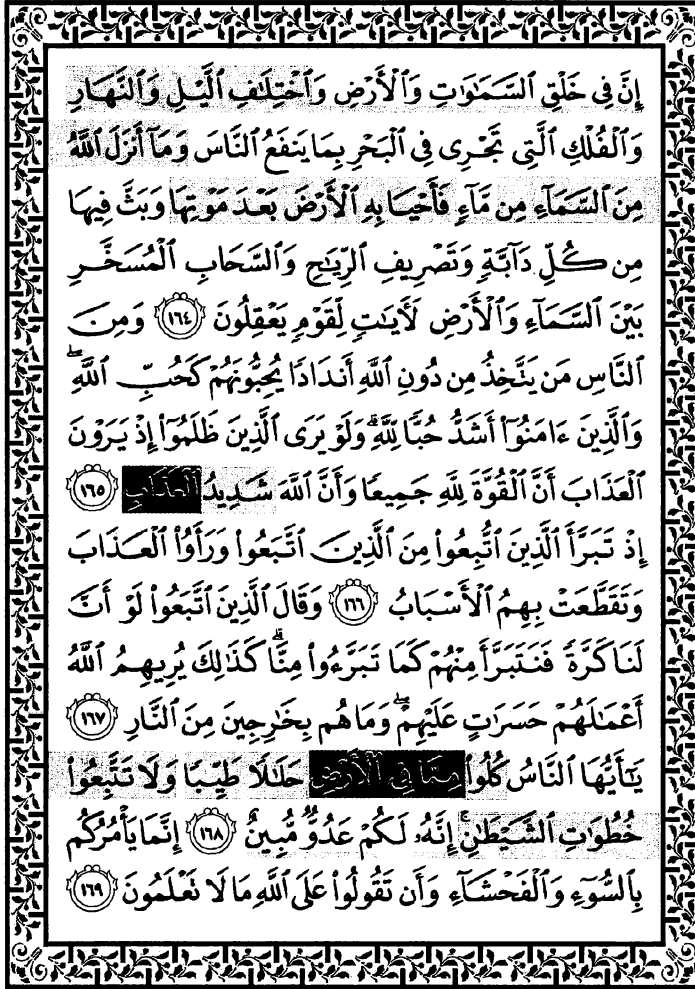 إِنَّ فِي خَلْقِ ٱلسَّمَٰوَٰتِ وَٱلْأَرْضِ وَٱخْتِلَٰفِ ٱلَّيْلِ وَٱلنَّهَارِ
وَٱلْفُلْكِ ٱلَّتِي تَجْرِي فِي ٱلْبَحْرِ بِمَا يَنفَعُ ٱلنَّاسَ وَمَآ أَنزَلَ ٱللَّهُ
مِنَ ٱلسَّمَآءِ مِن مَّآءٍ فَأَحْيَا بِهِ ٱلْأَرْضَ بَعْدَ مَوْتِهَا وَبَثَّ فِيهَا
مِن كُلِّ دَآبَّةٍ وَتَصْرِيفِ ٱلرِّيَٰحِ وَٱلسَّحَابِ ٱلْمُسَخَّرِ
بَيْنَ ٱلسَّمَآءِ وَٱلْأَرْضِ لَأَيَٰتٍ لِّقَوْمٍ يَعْقِلُونَ ١٦٤ وَمِنَ
ٱلنَّاسِ مَن يَتَّخِذُ مِن دُونِ ٱللَّهِ أَندَادًا يُحِبُّونَهُمْ كَحُبِّ ٱللَّهِۖ
وَٱلَّذِينَ ءَامَنُوٓا۟ أَشَدُّ حُبًّا لِّلَّهِۗ وَلَوْ يَرَى ٱلَّذِينَ ظَلَمُوٓا۟ إِذْ يَرَوْنَ
ٱلْعَذَابَ أَنَّ ٱلْقُوَّةَ لِلَّهِ جَمِيعًا وَأَنَّ ٱللَّهَ شَدِيدُ ٱلْعَذَابِ ١٦٥
إِذْ تَبَرَّأَ ٱلَّذِينَ ٱتُّبِعُوا۟ مِنَ ٱلَّذِينَ ٱتَّبَعُوا۟ وَرَأَوُا۟ ٱلْعَذَابَ
وَتَقَطَّعَتْ بِهِمُ ٱلْأَسْبَابُ ١٦٦ وَقَالَ ٱلَّذِينَ ٱتَّبَعُوا۟ لَوْ أَنَّ
لَنَا كَرَّةً فَنَتَبَرَّأَ مِنْهُمْ كَمَا تَبَرَّءُوا۟ مِنَّاۗ كَذَٰلِكَ يُرِيهِمُ ٱللَّهُ
أَعْمَٰلَهُمْ حَسَرَٰتٍ عَلَيْهِمْۖ وَمَا هُم بِخَٰرِجِينَ مِنَ ٱلنَّارِ ١٦٧
يَٰٓأَيُّهَا ٱلنَّاسُ كُلُوا۟ مِمَّا فِي ٱلْأَرْضِ حَلَٰلًا طَيِّبًا وَلَا تَتَّبِعُوا۟
خُطُوَٰتِ ٱلشَّيْطَٰنِۚ إِنَّهُۥ لَكُمْ عَدُوٌّ مُّبِينٌ ١٦٨ إِنَّمَا يَأْمُرُكُم
بِٱلسُّوٓءِ وَٱلْفَحْشَآءِ وَأَن تَقُولُوا۟ عَلَى ٱللَّهِ مَا لَا تَعْلَمُونَ ١٦٩